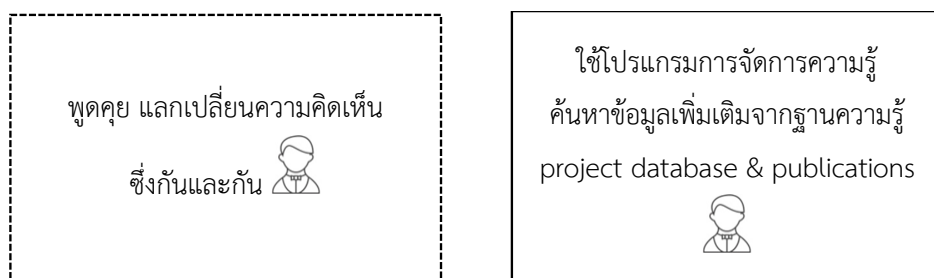 พูดคุย แลกเปลี่ยนความคิดเห็น
ซึ่งกันและกัน
ใช้โปรแกรมการจัดการความรู้
ค้นหาข้อมูลเพิ่มเติมจากฐานความรู้
project database & publications